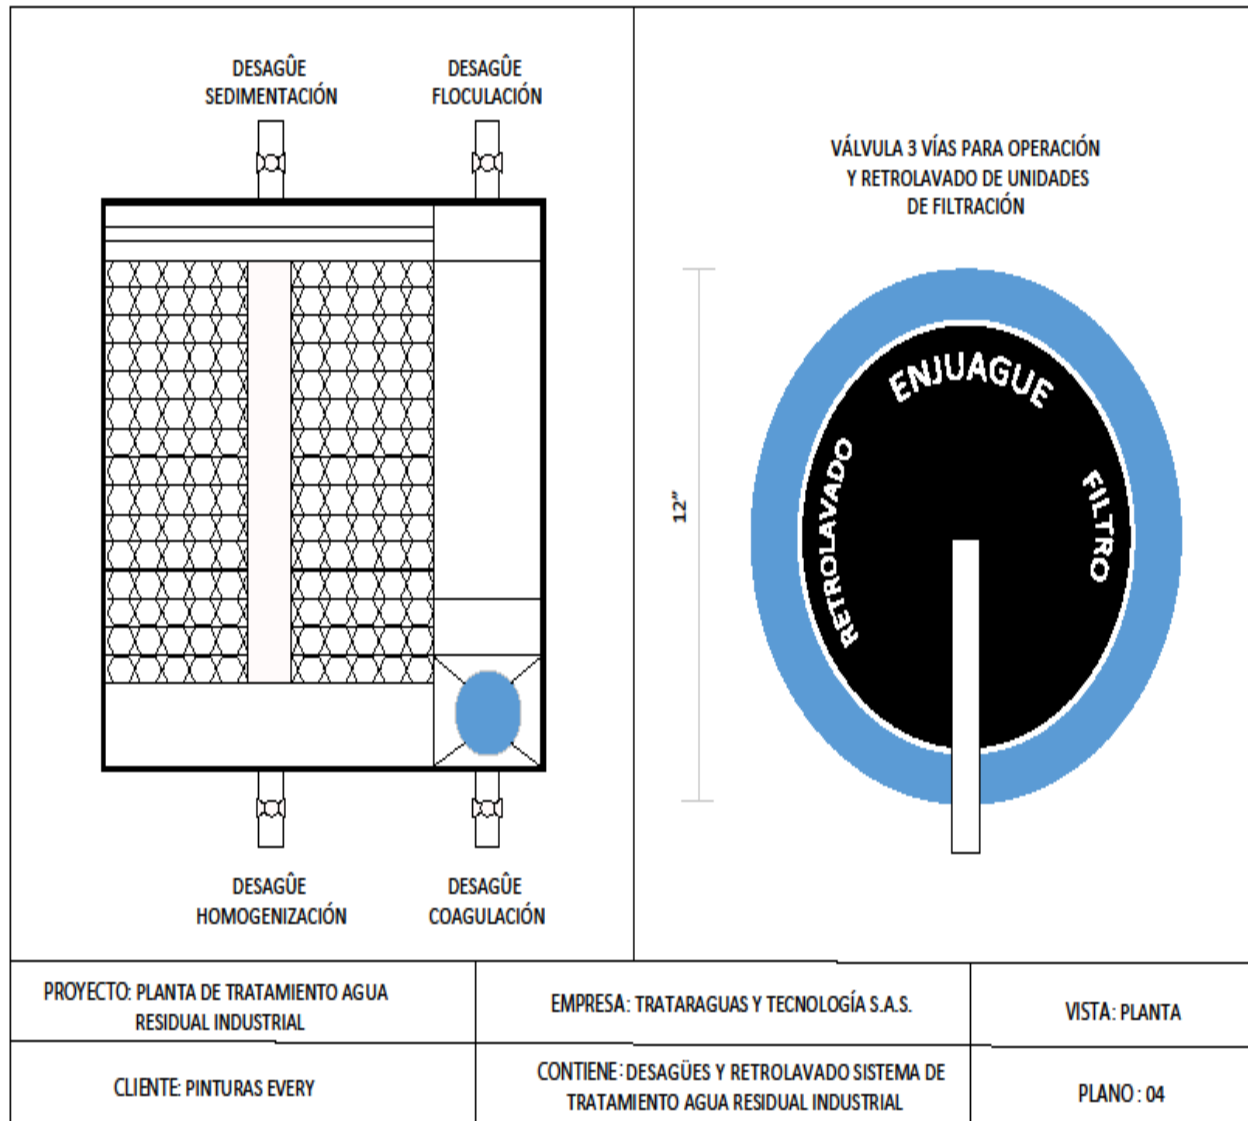 DESAGÛE
SEDIMENTACIÓN
DESAGÛE
FLOCULACIÓN
DESAGÛE
HOMOGENIZACIÓN
DESAGÛE
COAGULACIÓN
VÁLVULA 3 VÍAS PARA OPERACIÓN
Y RETROLAVADO DE UNIDADES
DE FILTRACIÓN
12"
ENJUAGUE
RETROLAVADO
FILTRO
PROYECTO: PLANTA DE TRATAMIENTO AGUA
RESIDUAL INDUSTRIAL
EMPRESA: TRATARAGUAS Y TECNOLOGÍA S.A.S.
VISTA: PLANTA
CLIENTE: PINTURAS EVERY
CONTIENE: DESAGÜES Y RETROLAVADO SISTEMA DE
TRATAMIENTO AGUA RESIDUAL INDUSTRIAL
PLANO : 04